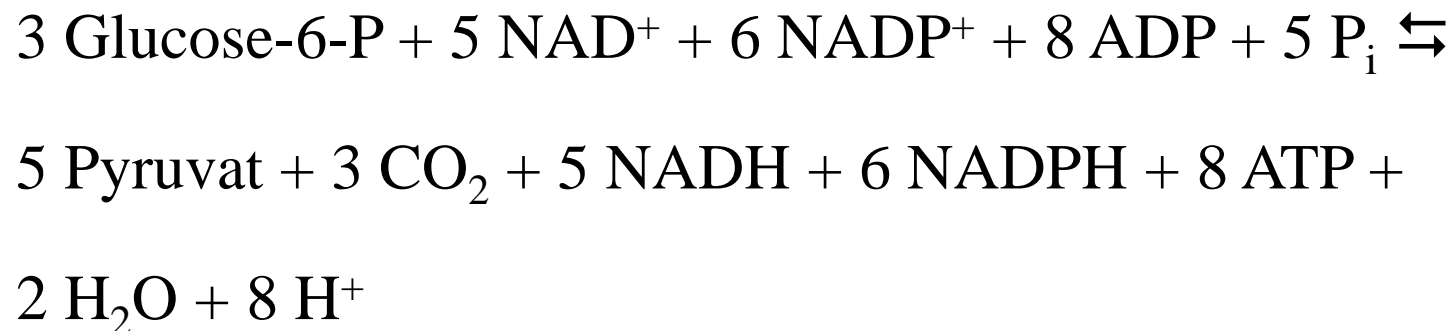 3 Glucose-6-P + 5 NAD⁺ + 6 NADP⁺ + 8 ADP + 5 Pᵢ ⇆
5 Pyruvat + 3 CO₂ + 5 NADH + 6 NADPH + 8 ATP +
2 H₂O + 8 H⁺